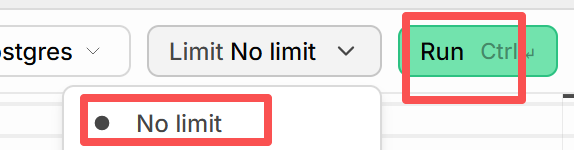 ostgres
Limit No limit
Run Ctrl ↵
No limit